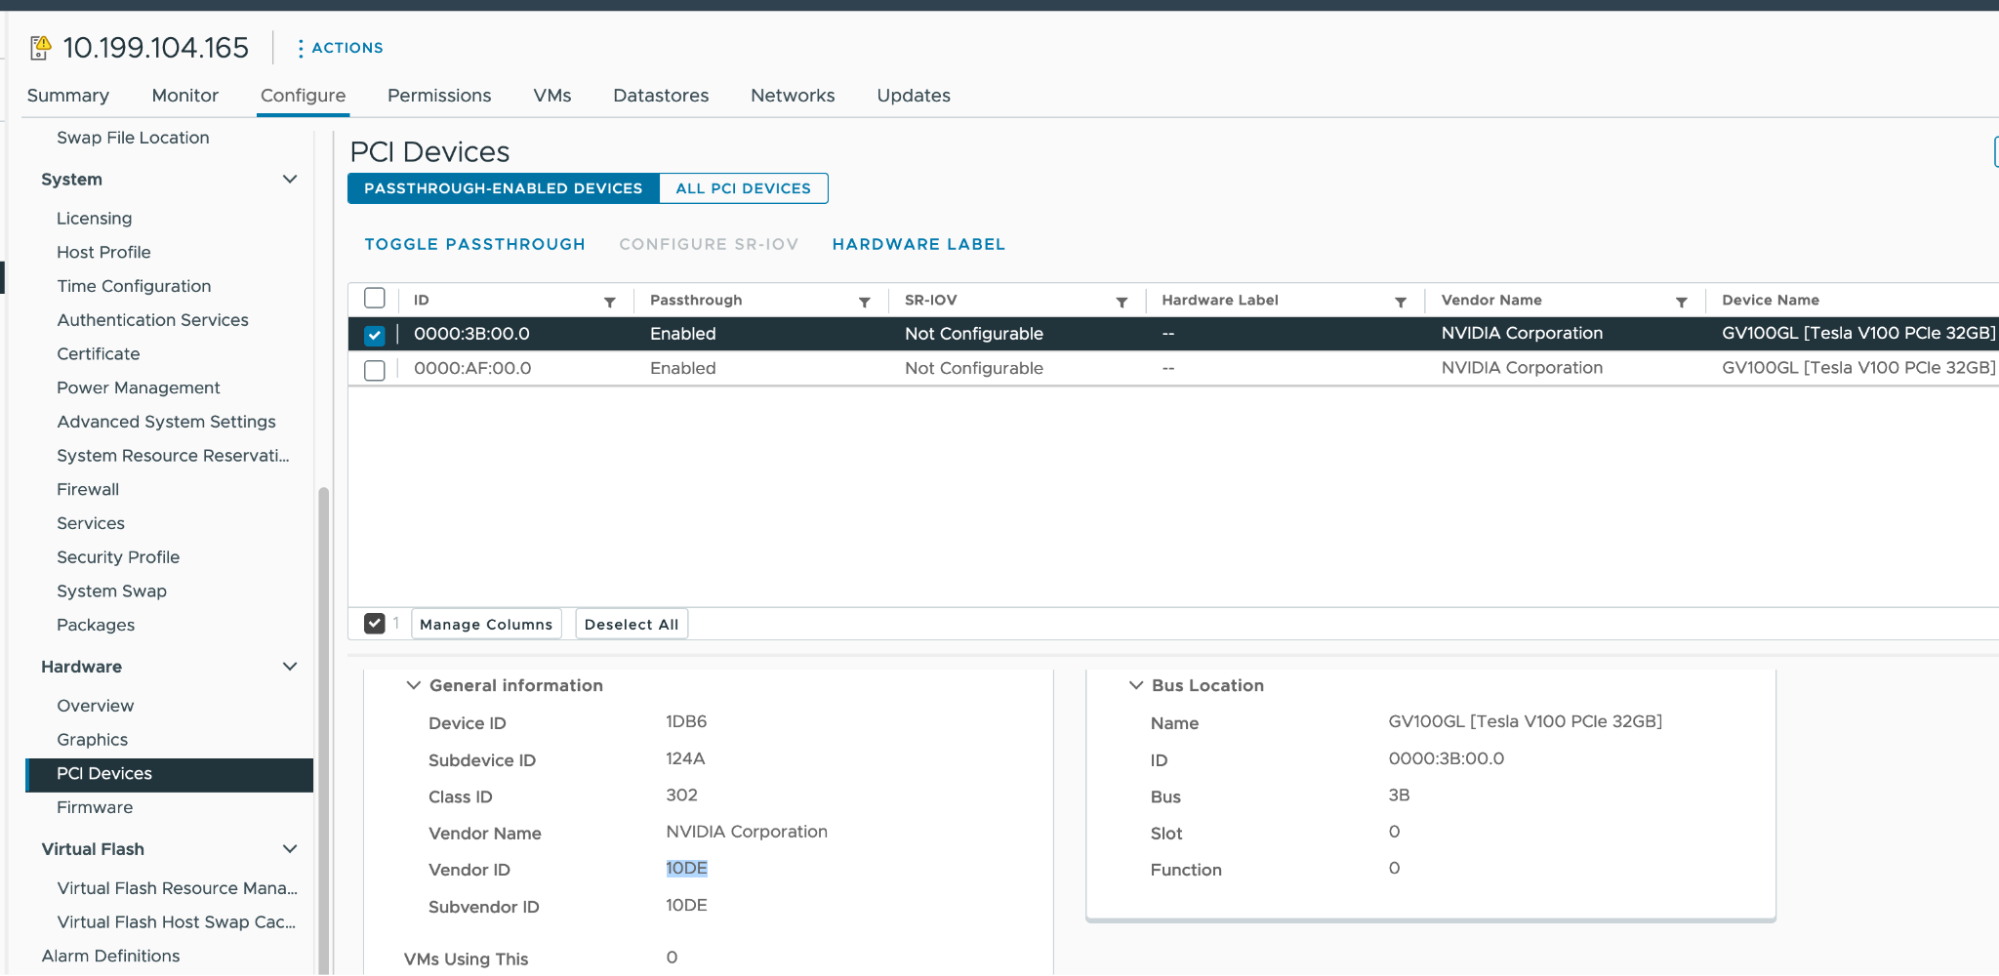 10.199.104.165
ACTIONS
Summary Monitor Configure Permissions VMs Datastores Networks Updates
Swap File Location
System
Licensing
Host Profile
Time Configuration
Authentication Services
Certificate
Power Management
Advanced System Settings
System Resource Reservati...
Firewall
Services
Security Profile
System Swap
Packages
Hardware
Overview
Graphics
PCI Devices
Firmware
Virtual Flash
Virtual Flash Resource Mana...
Virtual Flash Host Swap Cac...
Alarm Definitions
PCI Devices
PASSTHROUGH-ENABLED DEVICES ALL PCI DEVICES
TOGGLE PASSTHROUGH CONFIGURE SR-IOV HARDWARE LABEL
ID Passthrough SR-IOV Hardware Label Vendor Name Device Name
0000:3B:00.0 Enabled Not Configurable -- NVIDIA Corporation GV100GL [Tesla V100 PCIe 32GB]
0000:AF:00.0 Enabled Not Configurable -- NVIDIA Corporation GV100GL [Tesla V100 PCIe 32GB]
1 Manage Columns Deselect All
General information
Device ID 1DB6
Subdevice ID 124A
Class ID 302
Vendor Name NVIDIA Corporation
Vendor ID 10DE
Subvendor ID 10DE
VMs Using This 0
Bus Location
Name GV100GL [Tesla V100 PCIe 32GB]
ID 0000:3B:00.0
Bus 3B
Slot 0
Function 0